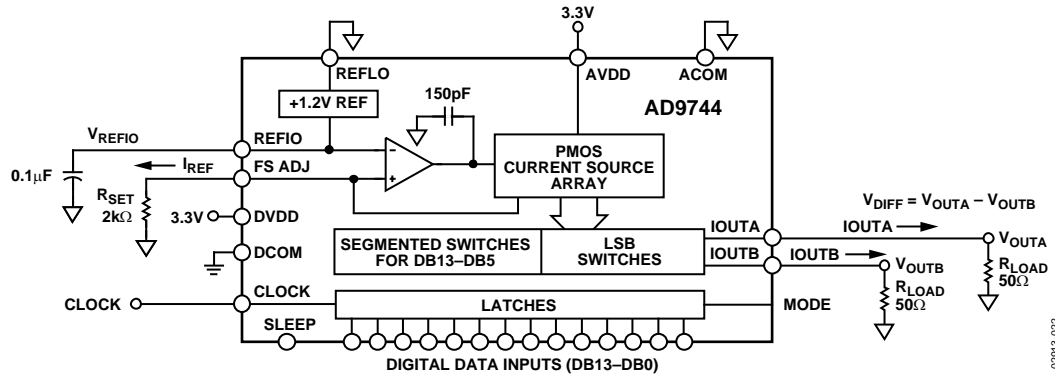 3.3V
REFLO
AVDD
ACOM
+1.2V REF
150pF
AD9744
VREFIO
REFIO
IREF
FS ADJ
0.1μF
RSET
2kΩ
3.3V
DVDD
DCOM
–
+
PMOS
CURRENT SOURCE
ARRAY
VDIFF = VOUTA – VOUTB
SEGMENTED SWITCHES
FOR DB13–DB5
LSB
SWITCHES
IOUTA
IOUTB
IOUTA
IOUTB
VOUTA
VOUTB
RLOAD
50Ω
RLOAD
50Ω
CLOCK
CLOCK
LATCHES
MODE
SLEEP
DIGITAL DATA INPUTS (DB13–DB0)
02913-022